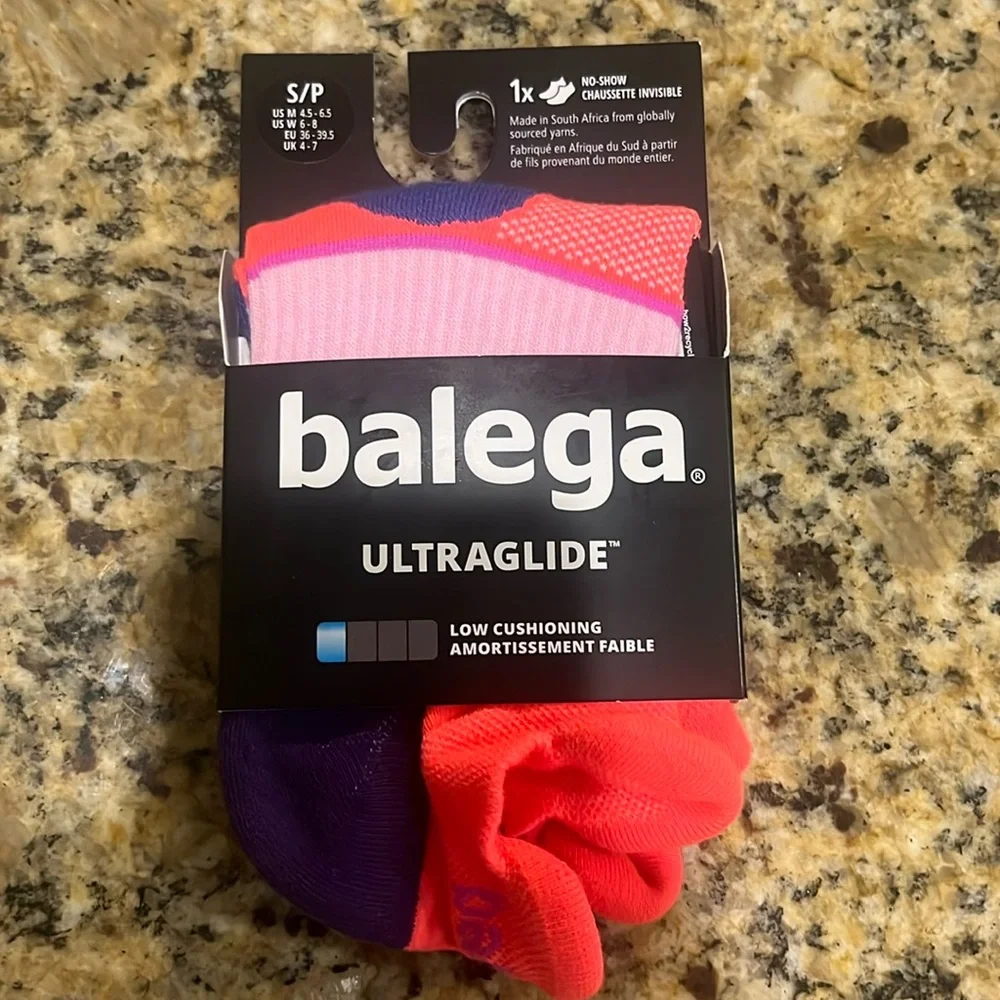 S/P
US M 4.5 - 6.5
US W 6 - 8
EU 36 - 39.5
UK 4 - 7
1x
NO-SHOW
CHAUSSETTE INVISIBLE
Made in South Africa from globally
sourced yarns.
Fabriqué en Afrique du Sud à partir
de fils provenant du monde entier.
balega®
ULTRAGLIDE™
LOW CUSHIONING
AMORTISSEMENT FAIBLE